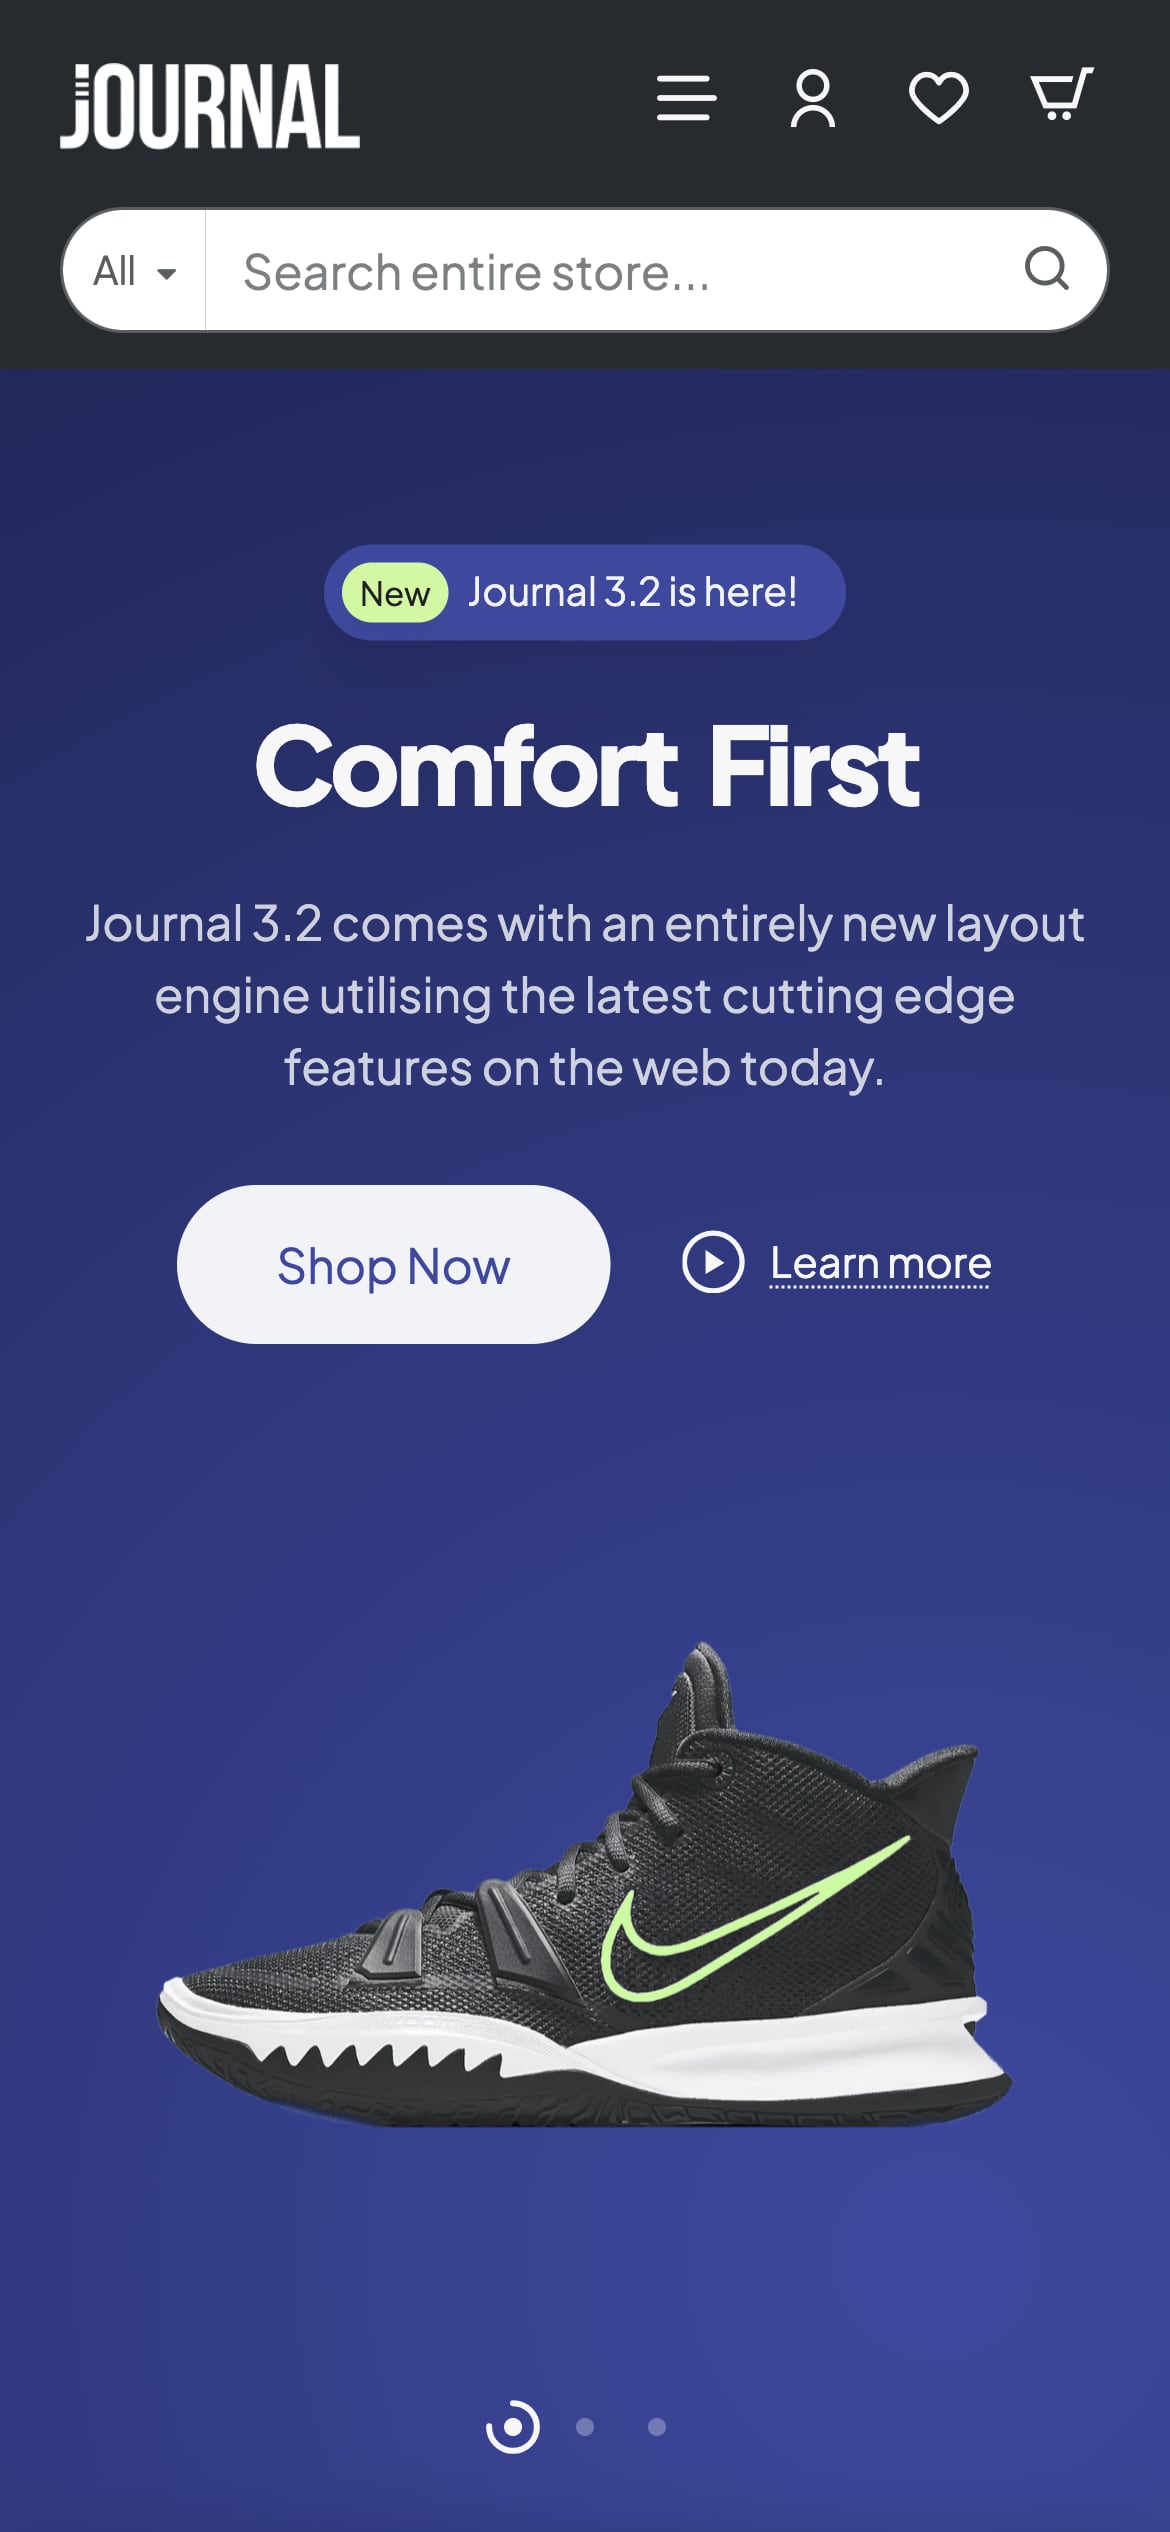 jOURNAL
All
Search entire store...
New Journal 3.2 is here!
Comfort First
Journal 3.2 comes with an entirely new layout
engine utilising the latest cutting edge
features on the web today.
Shop Now
Learn more